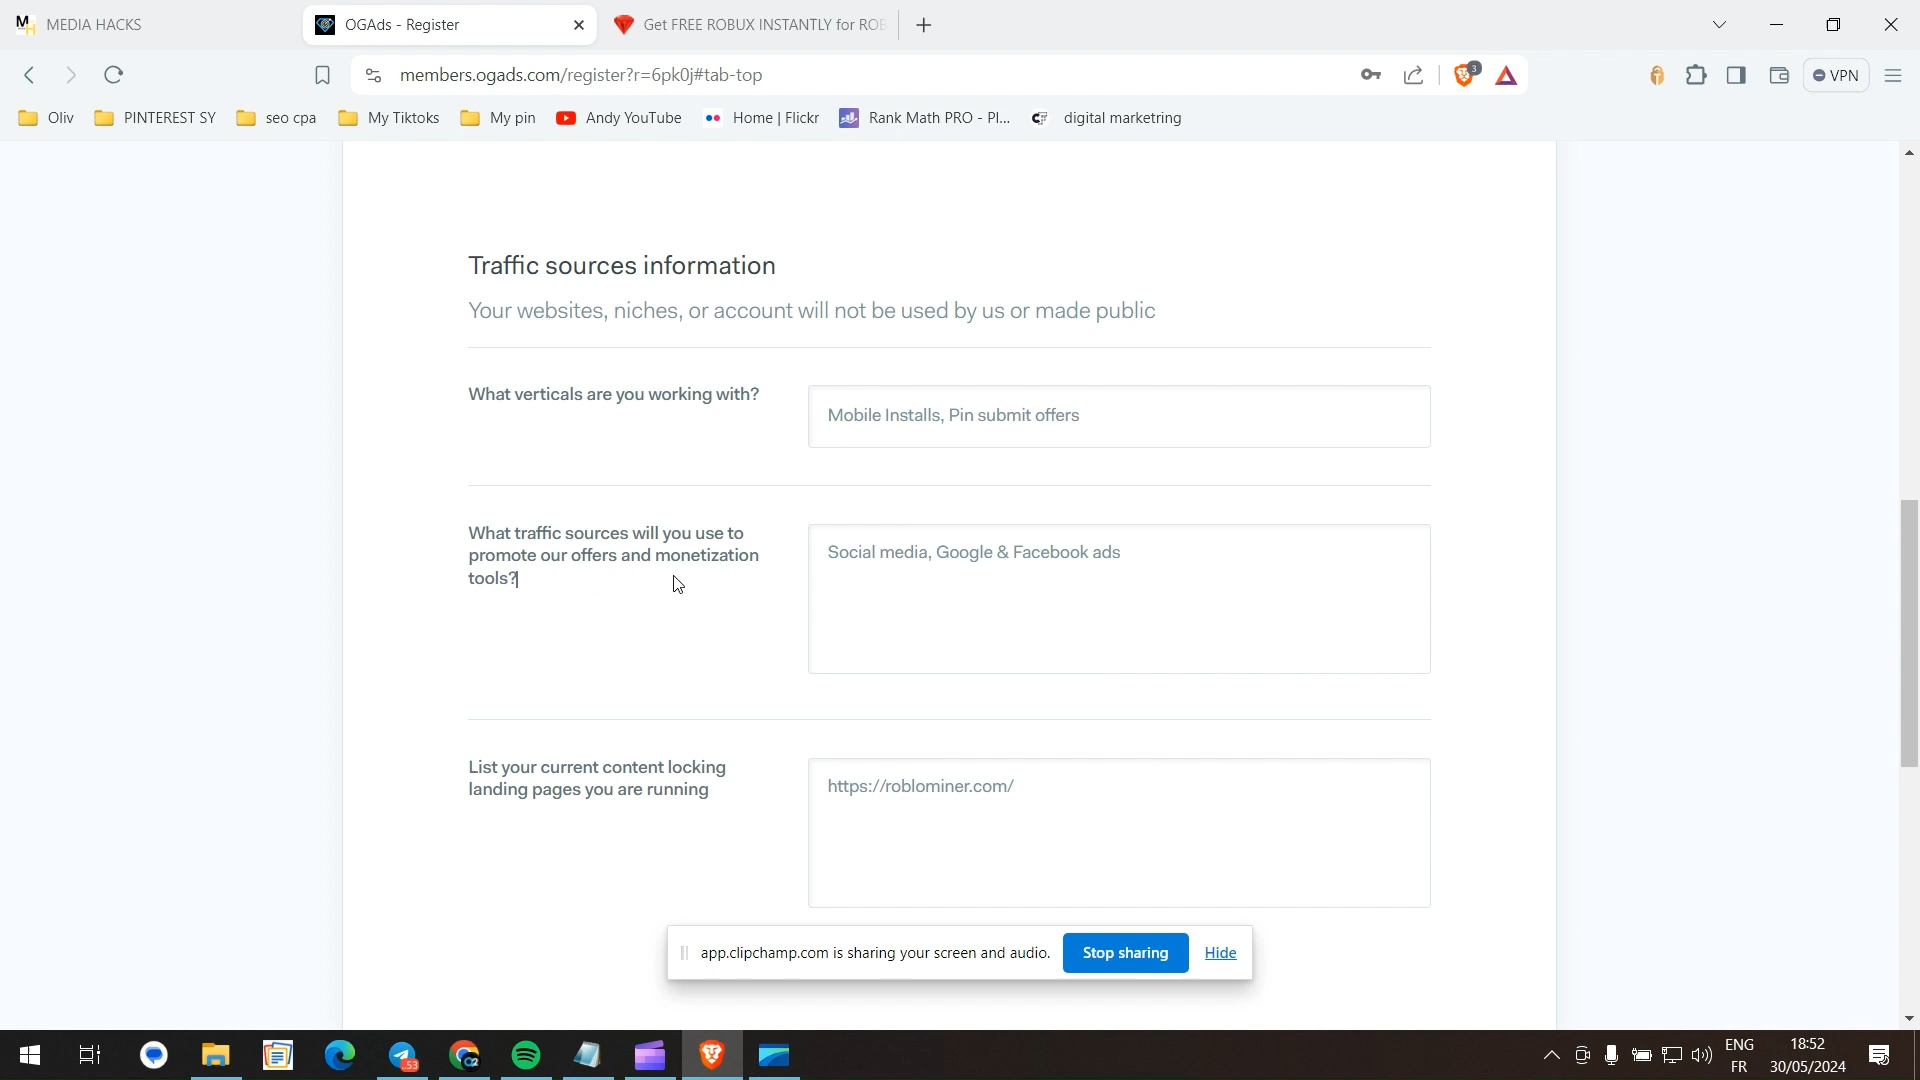 MEDIA HACKS
OGAds - Register
Get FREE ROBUX INSTANTLY for ROB
members.ogads.com/register?r=6pk0j#tab-top
3
VPN
Oliv
PINTEREST SY
seo cpa
My Tiktoks
My pin
Andy YouTube
Home | Flickr
Rank Math PRO - Pl...
digital marketring
Traffic sources information
Your websites, niches, or account will not be used by us or made public
What verticals are you working with?
Mobile Installs, Pin submit offers
What traffic sources will you use to
promote our offers and monetization
tools?
Social media, Google & Facebook ads
List your current content locking
landing pages you are running
https://roblominer.com/
app.clipchamp.com is sharing your screen and audio.
Stop sharing
Hide
53
ENG
FR
18:52
30/05/2024